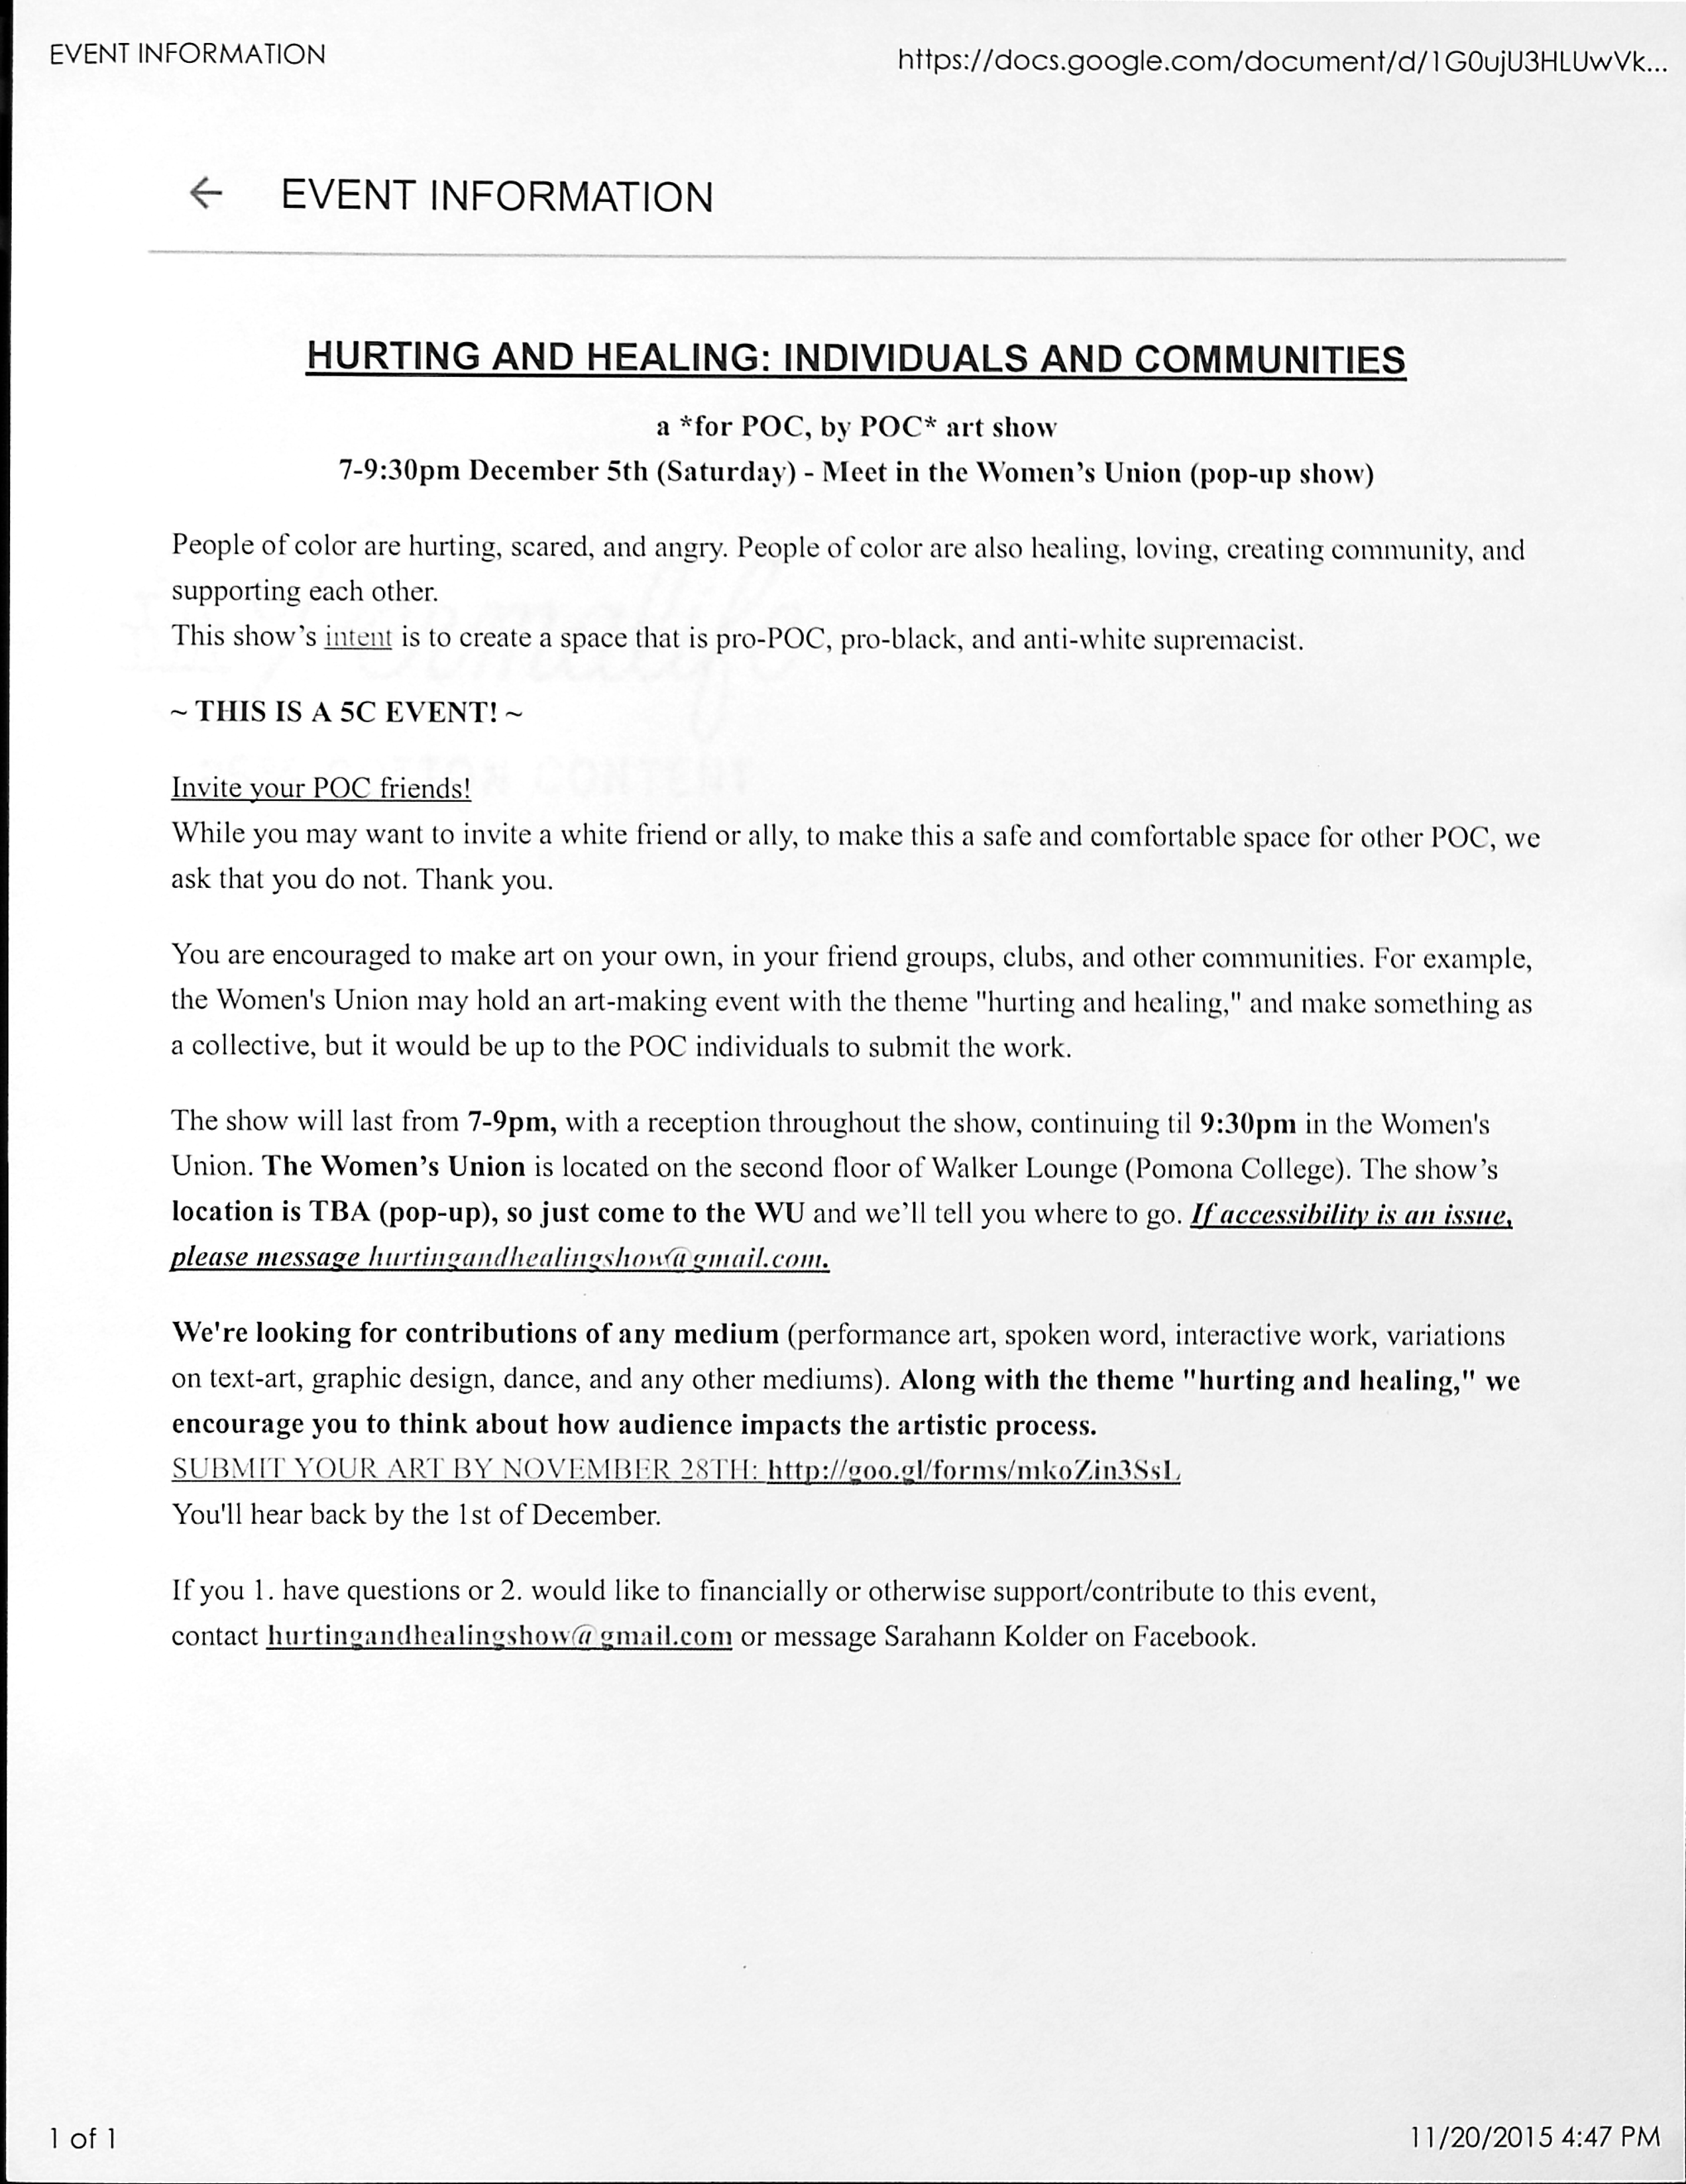 EVENT INFORMATION
https://docs.google.com/document/d/1G0ujU3HLUwVk...
← EVENT INFORMATION
HURTING AND HEALING: INDIVIDUALS AND COMMUNITIES
a *for POC, by POC* art show
7-9:30pm December 5th (Saturday) - Meet in the Women's Union (pop-up show)
People of color are hurting, scared, and angry. People of color are also healing, loving, creating community, and
supporting each other.
This show's intent is to create a space that is pro-POC, pro-black, and anti-white supremacist.
~ THIS IS A 5C EVENT! ~
Invite your POC friends!
While you may want to invite a white friend or ally, to make this a safe and comfortable space for other POC, we
ask that you do not. Thank you.
You are encouraged to make art on your own, in your friend groups, clubs, and other communities. For example,
the Women's Union may hold an art-making event with the theme "hurting and healing," and make something as
a collective, but it would be up to the POC individuals to submit the work.
The show will last from 7-9pm, with a reception throughout the show, continuing til 9:30pm in the Women's
Union. The Women's Union is located on the second floor of Walker Lounge (Pomona College). The show's
location is TBA (pop-up), so just come to the WU and we'll tell you where to go. If accessibility is an issue,
please message hurtingandhealingshow@gmail.com.
We're looking for contributions of any medium (performance art, spoken word, interactive work, variations
on text-art, graphic design, dance, and any other mediums). Along with the theme "hurting and healing," we
encourage you to think about how audience impacts the artistic process.
SUBMIT YOUR ART BY NOVEMBER 28TH: http://goo.gl/forms/mkoZin3SsL
You'll hear back by the 1st of December.
If you 1. have questions or 2. would like to financially or otherwise support/contribute to this event,
contact hurtingandhealingshow@gmail.com or message Sarahann Kolder on Facebook.
1 of 1
11/20/2015 4:47 PM